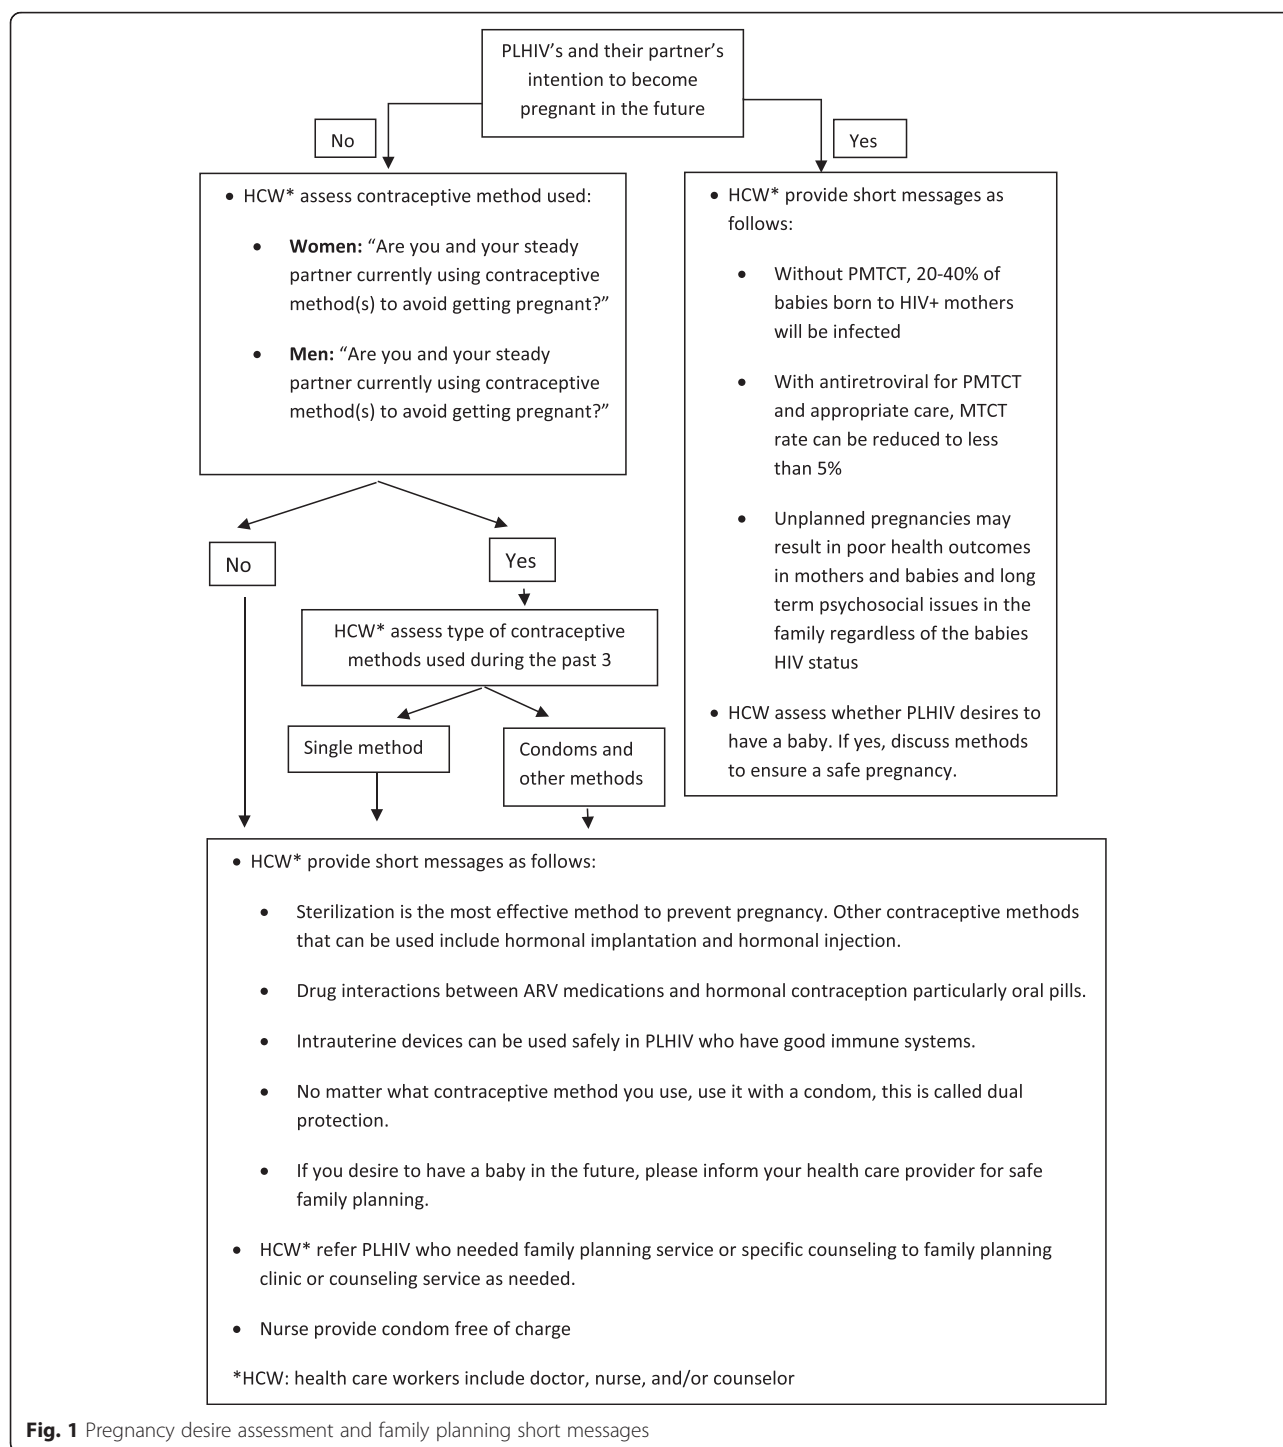 PLHIV's and their partner's
intention to become
pregnant in the future
No
Yes
• HCW* assess contraceptive method used:
• Women: “Are you and your steady
partner currently using contraceptive
method(s) to avoid getting pregnant?”
• Men: “Are you and your steady
partner currently using contraceptive
method(s) to avoid getting pregnant?”
• HCW* provide short messages as
follows:
• Without PMTCT, 20-40% of
babies born to HIV+ mothers
will be infected
• With antiretroviral for PMTCT
and appropriate care, MTCT
rate can be reduced to less
than 5%
• Unplanned pregnancies may
result in poor health outcomes
in mothers and babies and long
term psychosocial issues in the
family regardless of the babies
HIV status
• HCW assess whether PLHIV desires to
have a baby. If yes, discuss methods
to ensure a safe pregnancy.
No
Yes
HCW* assess type of contraceptive
methods used during the past 3
Single method
Condoms and
other methods
• HCW* provide short messages as follows:
• Sterilization is the most effective method to prevent pregnancy. Other contraceptive methods
that can be used include hormonal implantation and hormonal injection.
• Drug interactions between ARV medications and hormonal contraception particularly oral pills.
• Intrauterine devices can be used safely in PLHIV who have good immune systems.
• No matter what contraceptive method you use, use it with a condom, this is called dual
protection.
• If you desire to have a baby in the future, please inform your health care provider for safe
family planning.
• HCW* refer PLHIV who needed family planning service or specific counseling to family planning
clinic or counseling service as needed.
• Nurse provide condom free of charge
*HCW: health care workers include doctor, nurse, and/or counselor
Fig. 1 Pregnancy desire assessment and family planning short messages